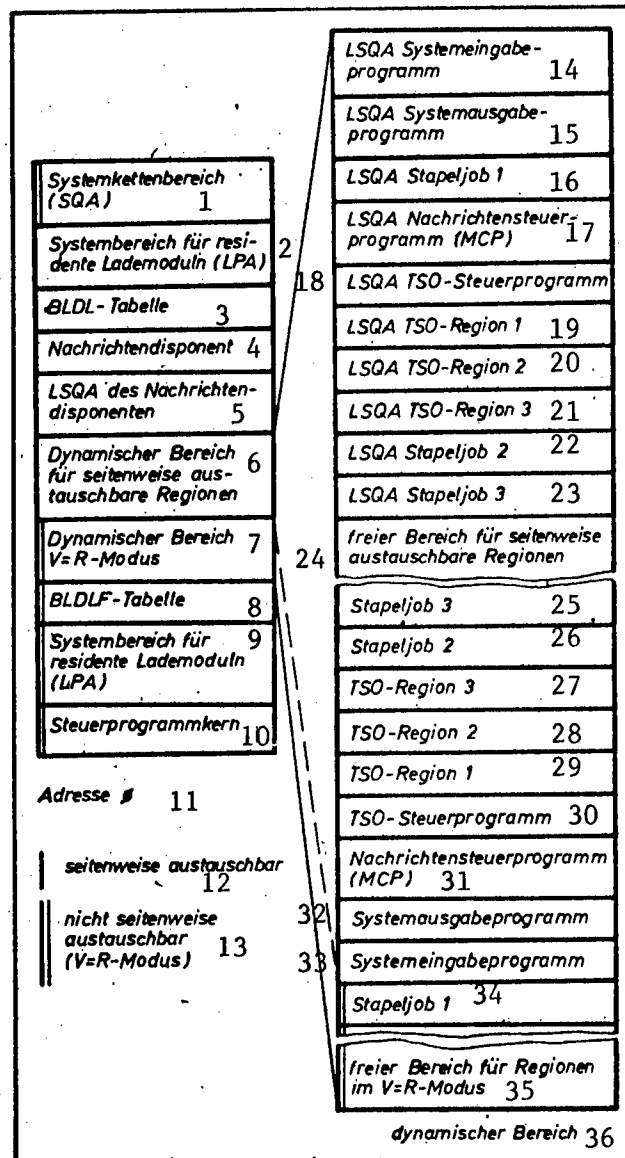 Systemkettenbereich
(SQA) 1
Systembereich für resi-
dente Lademoduln (LPA) 2
BLDL-Tabelle 3
Nachrichtendisponent 4
LSQA des Nachrichten-
disponenten 5
Dynamischer Bereich
für seitenweise aus- 6
tauschbare Regionen
Dynamischer Bereich
V=R-Modus 7
BLDLF-Tabelle 8
Systembereich für 9
residente Lademoduln
(LPA)
Steuerprogrammkern 10
Adresse 0 11
seitenweise austauschbar
12
nicht seitenweise
austauschbar 13
(V=R-Modus)
LSQA Systemeingabe-
programm 14
LSQA Systemausgabe-
programm 15
LSQA Stapeljob 1 16
LSQA Nachrichtensteuer-
programm (MCP) 17
18 LSQA TSO-Steuerprogramm
LSQA TSO-Region 1 19
LSQA TSO-Region 2 20
LSQA TSO-Region 3 21
LSQA Stapeljob 2 22
LSQA Stapeljob 3 23
freier Bereich für seitenweise
24 austauschbare Regionen
Stapeljob 3 25
Stapeljob 2 26
TSO-Region 3 27
TSO-Region 2 28
TSO-Region 1 29
TSO-Steuerprogramm 30
Nachrichtensteuerprogramm
(MCP) 31
32 Systemausgabeprogramm
33 Systemeingabeprogramm
Stapeljob 1 34
freier Bereich für Regionen
im V=R-Modus 35
dynamischer Bereich 36